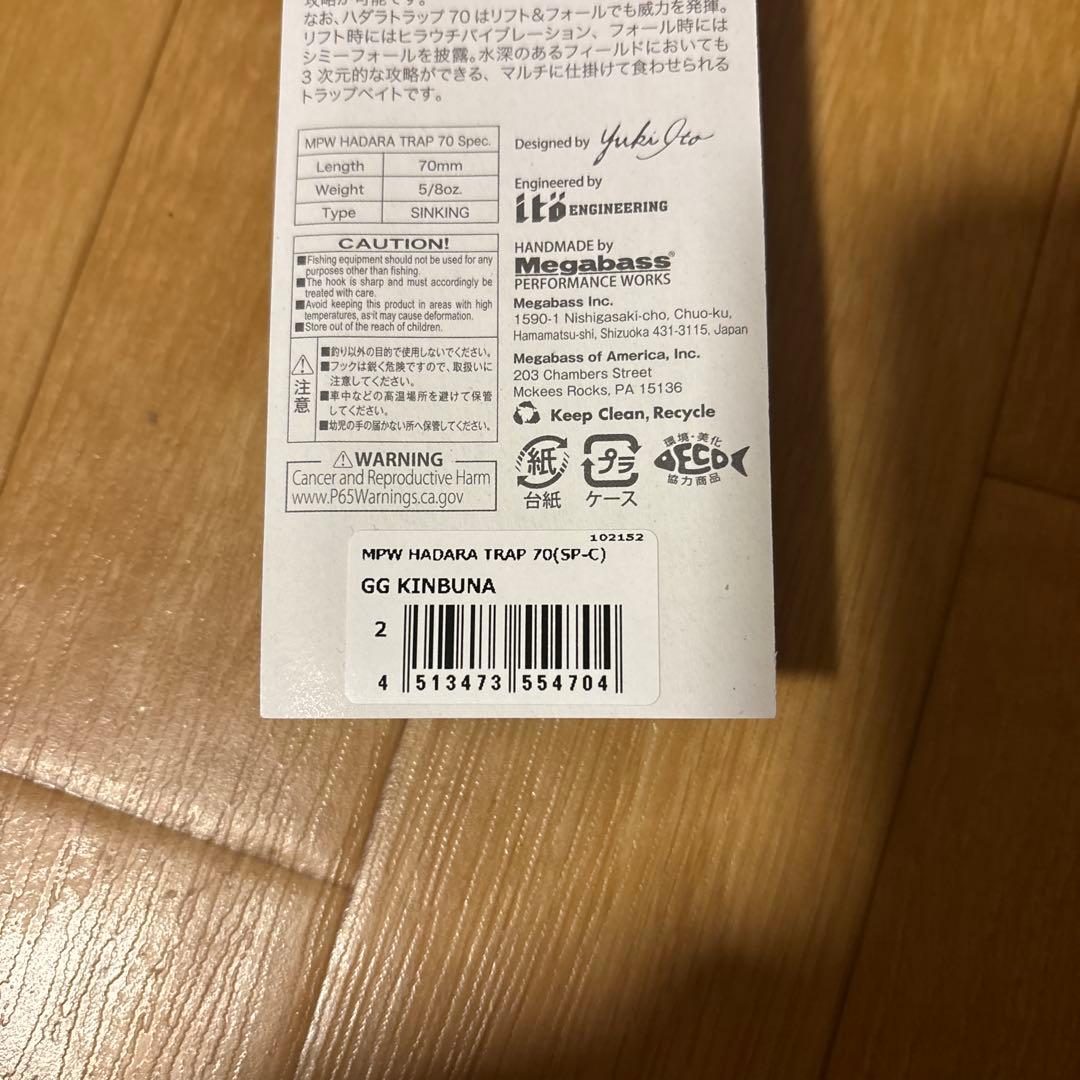 攻略が可能です。
なお、ハダラトラップ70はリフト&フォールでも威力を発揮。
リフト時にはヒラウチバイブレーション、フォール時には
シミーフォールを披露。水深のあるフィールドにおいても
3次元的な攻略ができる、マルチに仕掛けて食わせられる
トラップベイトです。
MPW HADARA TRAP 70 Spec.
Length 70mm
Weight 5/8oz.
Type SINKING
CAUTION!
■Fishing equipment should not be used for any
purposes other than fishing.
■The hook is sharp and must accordingly be
treated with care.
■Avoid keeping this product in areas with high
temperatures, as it may cause deformation.
■Store out of the reach of children.
⚠注意
■釣り以外の目的で使用しないでください。
■フックは鋭く危険ですので、取扱いに
注意してください。
■車中などの高温場所を避けて保管
してください。
■幼児の手の届かない所へ保管してください。
⚠WARNING
Cancer and Reproductive Harm
www.P65Warnings.ca.gov
Designed by Yuki Ito
Engineered by
itö ENGINEERING
HANDMADE by
Megabass®
PERFORMANCE WORKS
Megabass Inc.
1590-1 Nishigasaki-cho, Chuo-ku,
Hamamatsu-shi, Shizuoka 431-3115, Japan
Megabass of America, Inc.
203 Chambers Street
Mckees Rocks, PA 15136
Keep Clean, Recycle
紙
台紙
プラ
ケース
環境・美化
ECO
協力商品
102152
MPW HADARA TRAP 70(SP-C)
GG KINBUNA
2
4 513473 554704